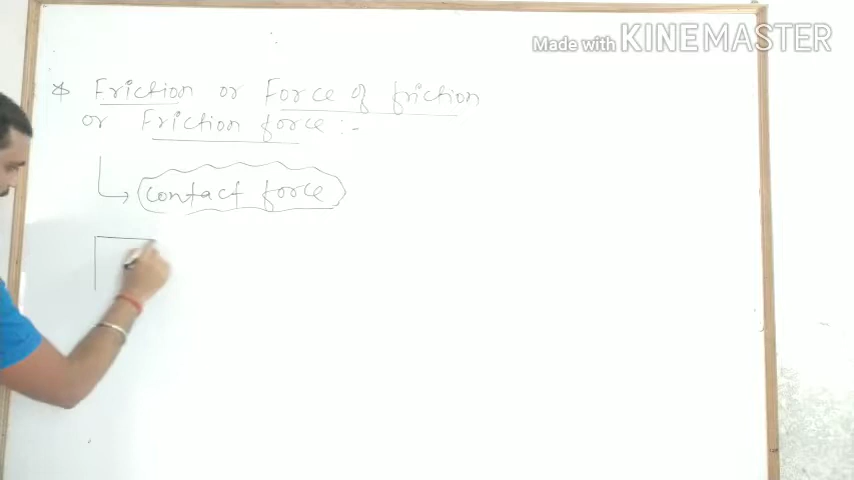 Made with KINEMASTER
* Friction or Force of friction
or Friction force :-
contact force